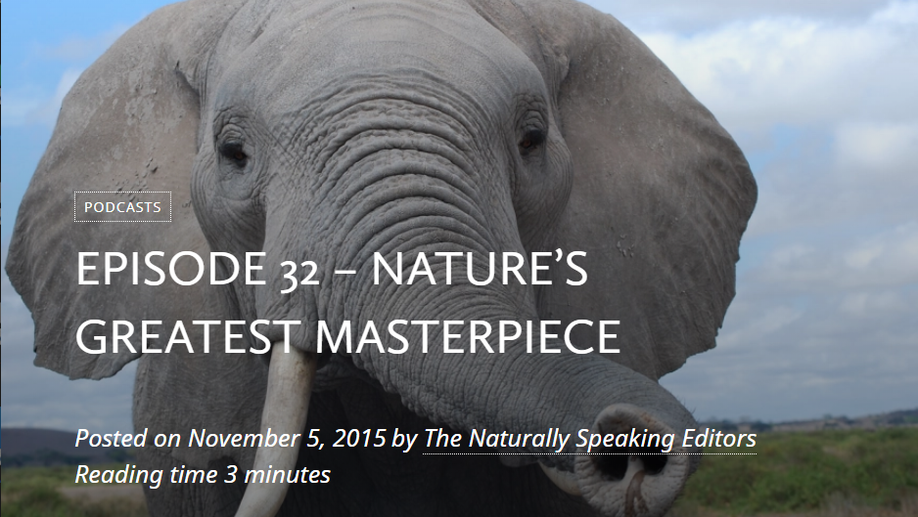 PODCASTS
EPISODE 32 – NATURE’S
GREATEST MASTERPIECE
Posted on November 5, 2015 by The Naturally Speaking Editors
Reading time 3 minutes